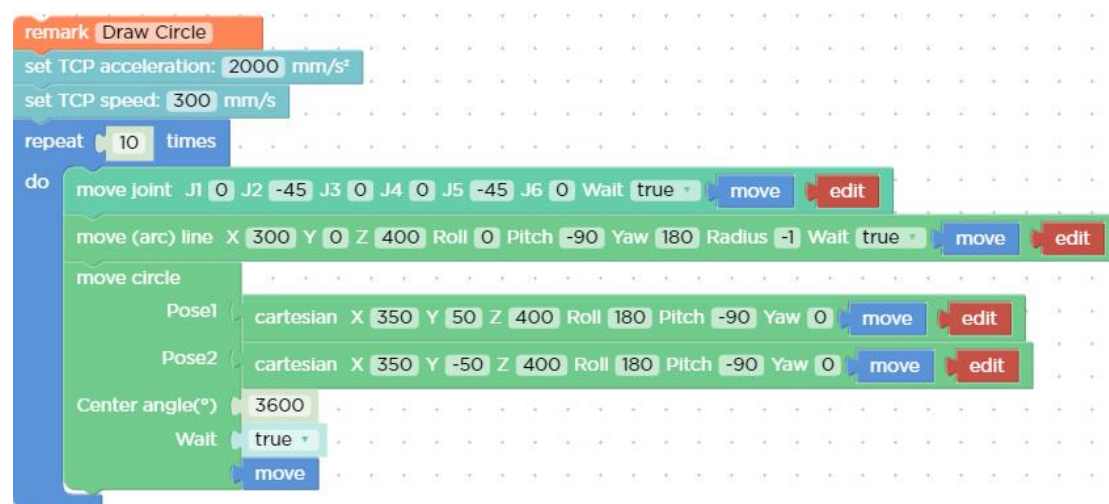 remark Draw Circle
set TCP acceleration: 2000 mm/s²
set TCP speed: 300 mm/s
repeat 10 times
do move joint J1 0 J2 -45 J3 0 J4 0 J5 -45 J6 0 Wait true move edit
move (arc) line X 300 Y 0 Z 400 Roll 0 Pitch -90 Yaw 180 Radius -1 Wait true move edit
move circle
Pose1 cartesian X 350 Y 50 Z 400 Roll 180 Pitch -90 Yaw 0 move edit
Pose2 cartesian X 350 Y -50 Z 400 Roll 180 Pitch -90 Yaw 0 move edit
Center angle(°) 3600
Wait true
move